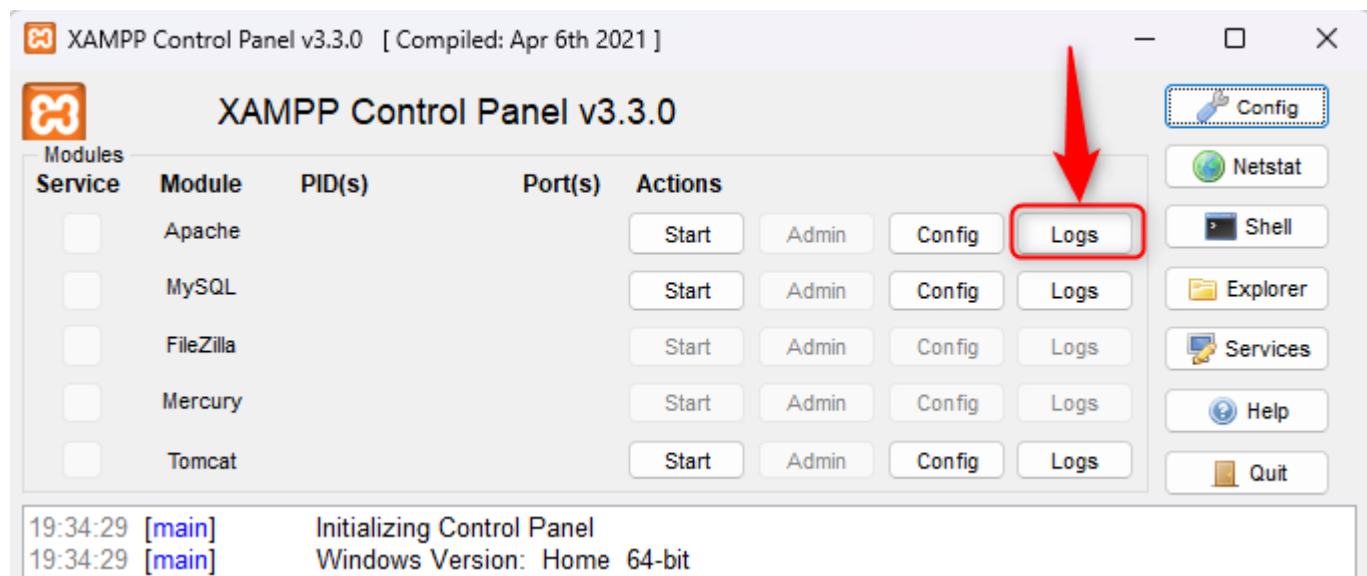 XAMPP Control Panel v3.3.0 [ Compiled: Apr 6th 2021 ]
XAMPP Control Panel v3.3.0
Config
Modules
Netstat
Service Module PID(s) Port(s) Actions
Apache Start Admin Config Logs
Shell
MySQL Start Admin Config Logs
Explorer
FileZilla Start Admin Config Logs
Services
Mercury Start Admin Config Logs
Help
Tomcat Start Admin Config Logs
Quit
19:34:29 [main] Initializing Control Panel
19:34:29 [main] Windows Version: Home 64-bit